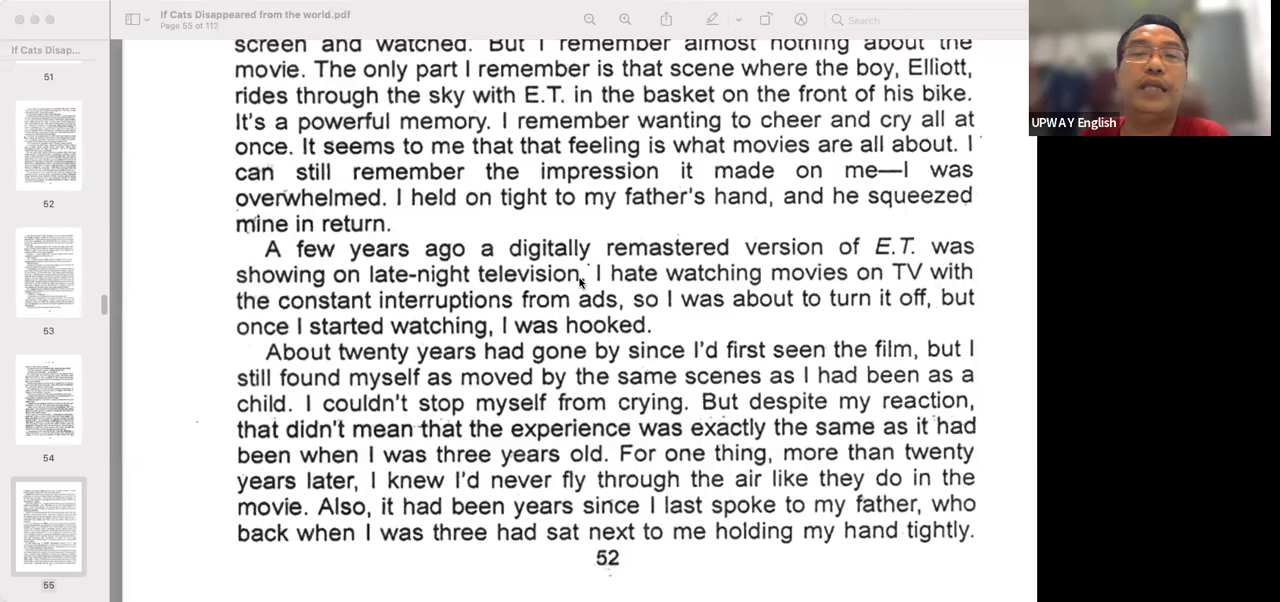 If Cats Disappeared from the world.pdf
Page 55 of 112
Search
If Cats Disap...
51
52
53
54
55
screen and watched. But I remember almost nothing about the
movie. The only part I remember is that scene where the boy, Elliott,
rides through the sky with E.T. in the basket on the front of his bike.
It's a powerful memory. I remember wanting to cheer and cry all at
once. It seems to me that that feeling is what movies are all about. I
can still remember the impression it made on me—I was
overwhelmed. I held on tight to my father's hand, and he squeezed
mine in return.
A few years ago a digitally remastered version of E.T. was
showing on late-night television. I hate watching movies on TV with
the constant interruptions from ads, so I was about to turn it off, but
once I started watching, I was hooked.
About twenty years had gone by since I'd first seen the film, but I
still found myself as moved by the same scenes as I had been as a
child. I couldn't stop myself from crying. But despite my reaction,
that didn't mean that the experience was exactly the same as it had
been when I was three years old. For one thing, more than twenty
years later, I knew I'd never fly through the air like they do in the
movie. Also, it had been years since I last spoke to my father, who
back when I was three had sat next to me holding my hand tightly.
52
UPWAY English